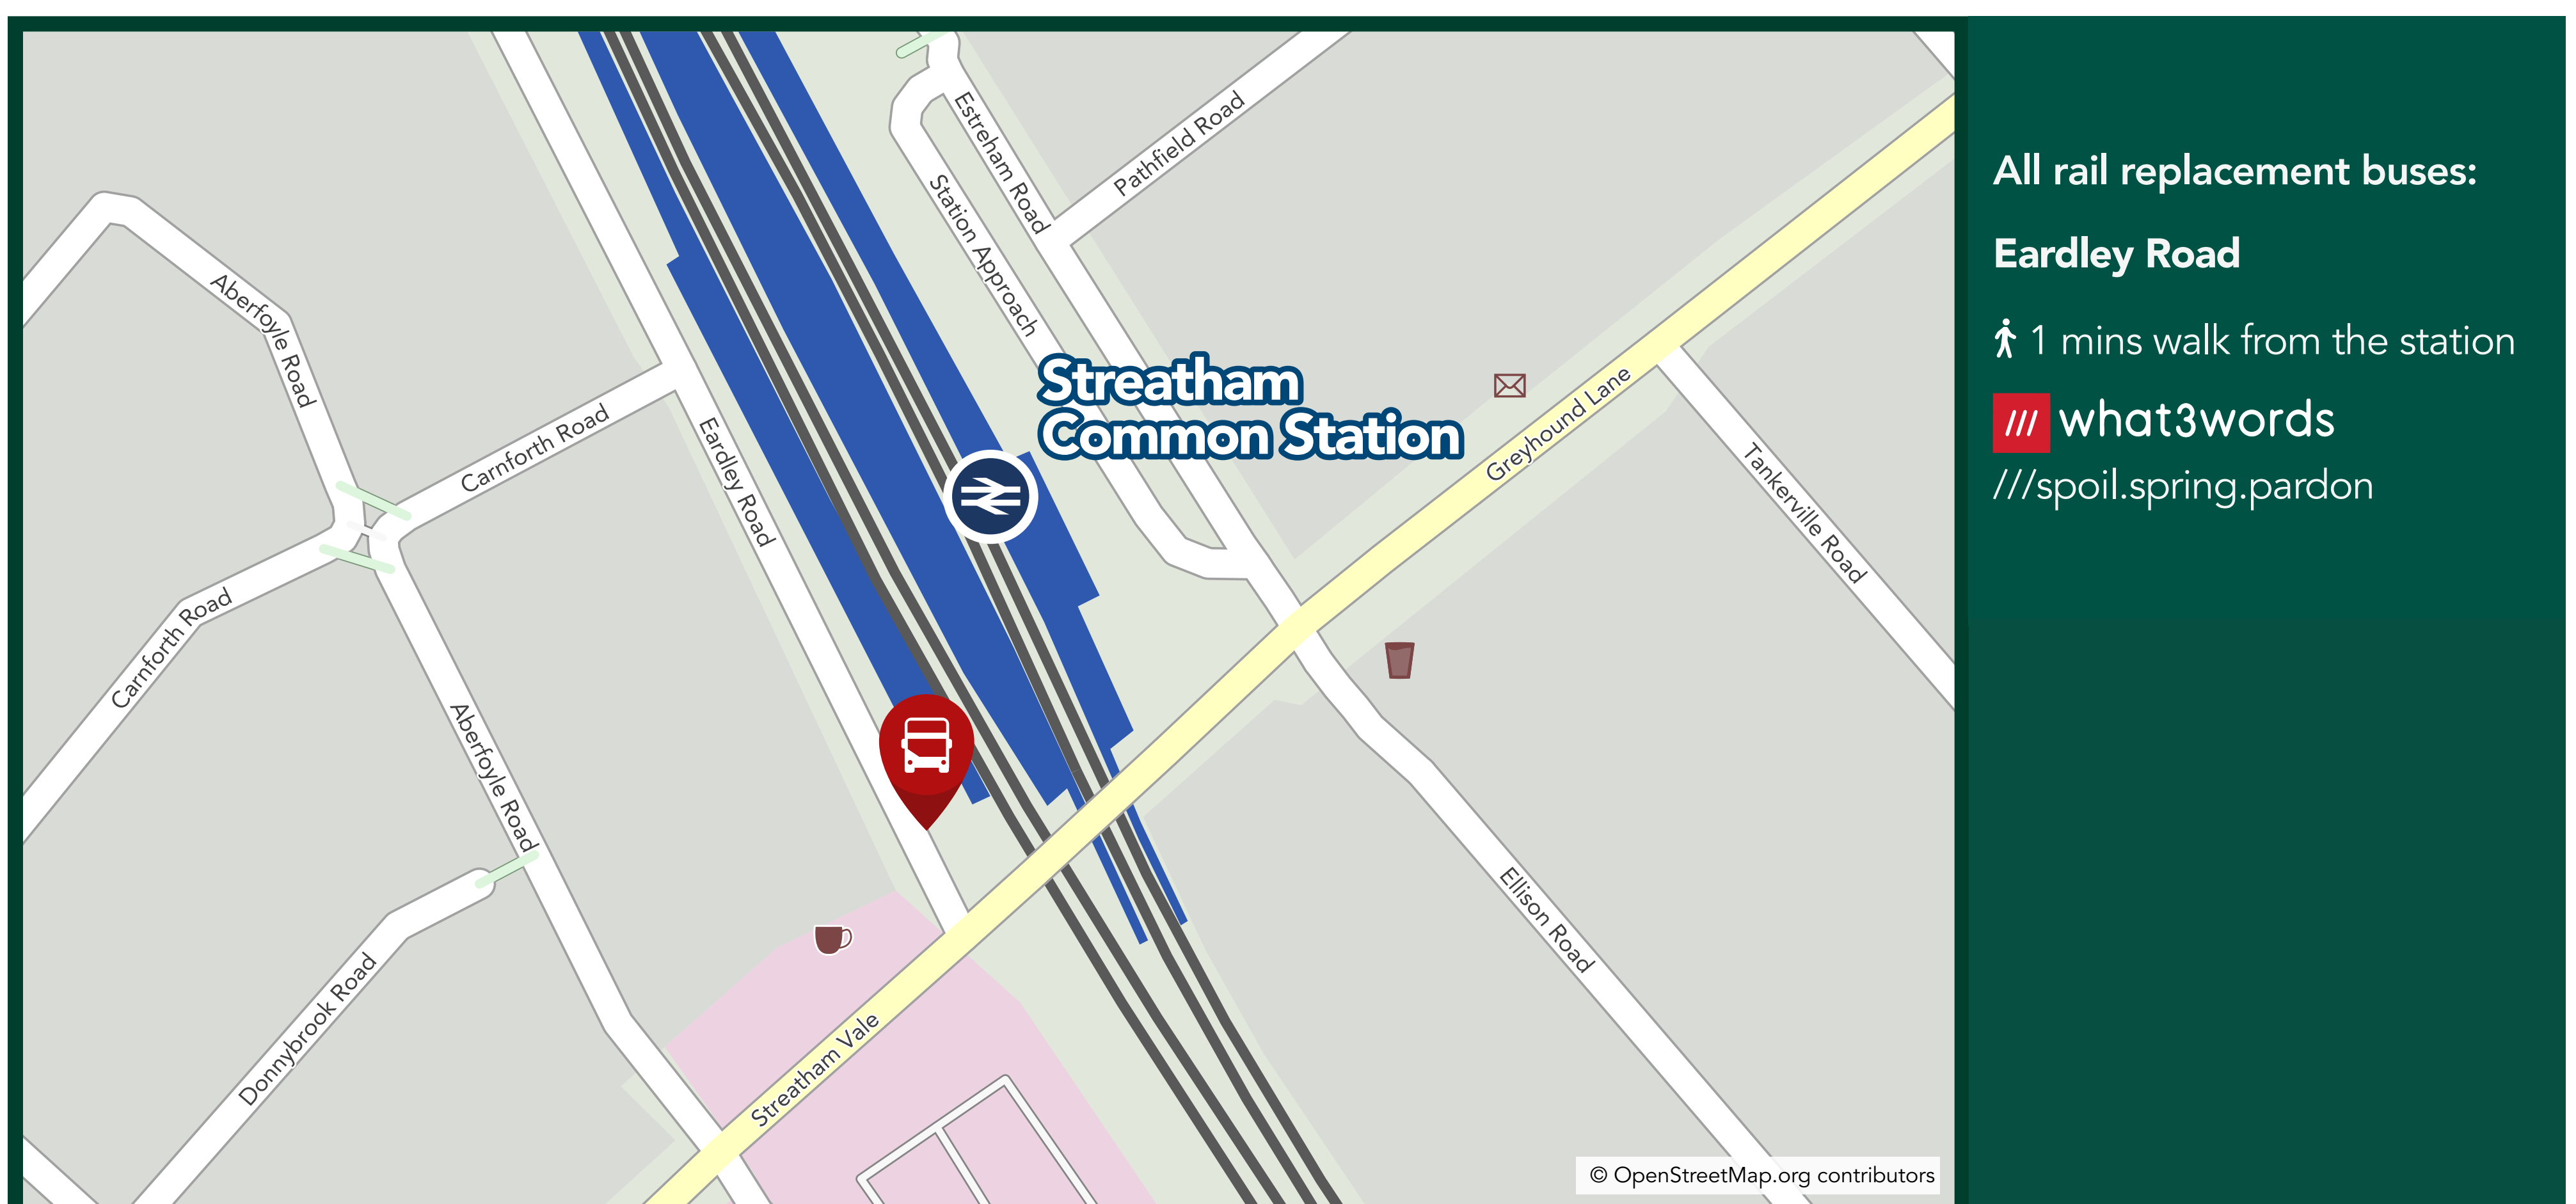 Estreham Road
Pathfield Road
Station Approach
Aberfoyle Road
Streatham
Common Station
Carnforth Road
Eardley Road
Greyhound Lane
Tankerville Road
Carnforth Road
Aberfoyle Road
Ellison Road
Donnybrook Road
Streatham Vale
© OpenStreetMap.org contributors
All rail replacement buses:
Eardley Road
1 mins walk from the station
/// what3words
///spoil.spring.pardon